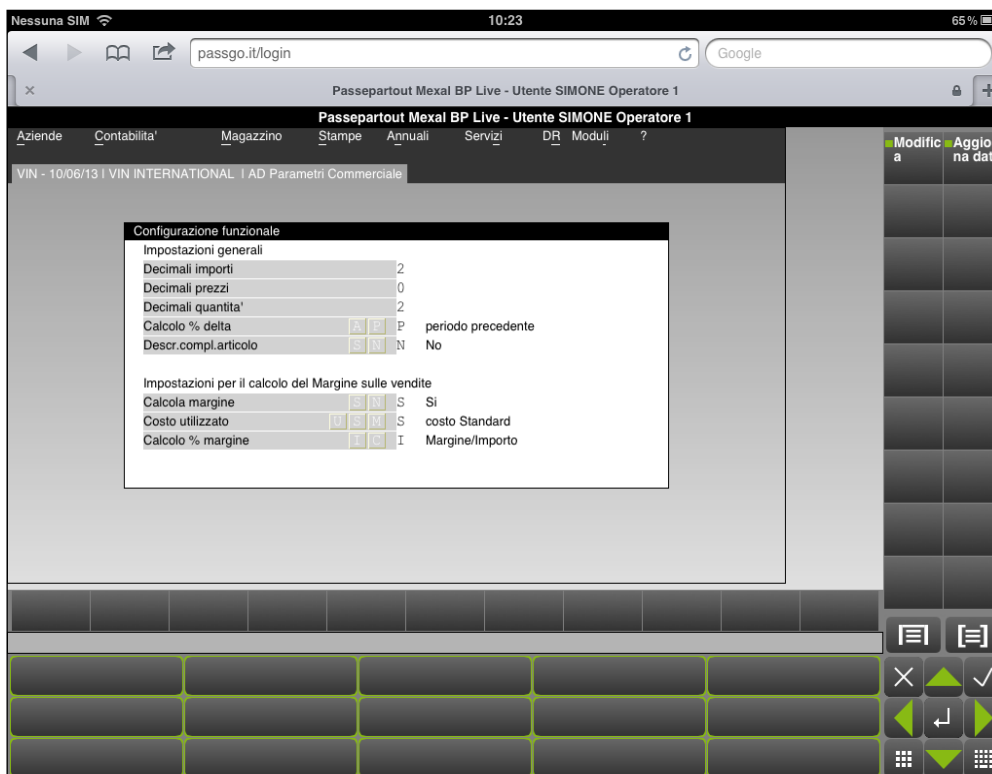 Nessuna SIM 10:23 65 %
passgo.it/login Google
Passepartout Mexal BP Live - Utente SIMONE Operatore 1
Passepartout Mexal BP Live - Utente SIMONE Operatore 1
Aziende Contabilita' Magazzino Stampe Annuali Servizi DR Moduli ?
Modifica Aggiorna dat
VIN - 10/06/13 I VIN INTERNATIONAL I AD Parametri Commerciale
Configurazione funzionale
Impostazioni generali
Decimali importi 2
Decimali prezzi 0
Decimali quantita' 2
Calcolo % delta A P P periodo precedente
Descr.compl.articolo S N N No
Impostazioni per il calcolo del Margine sulle vendite
Calcola margine S N S Si
Costo utilizzato U S M S costo Standard
Calcolo % margine I C I Margine/Importo